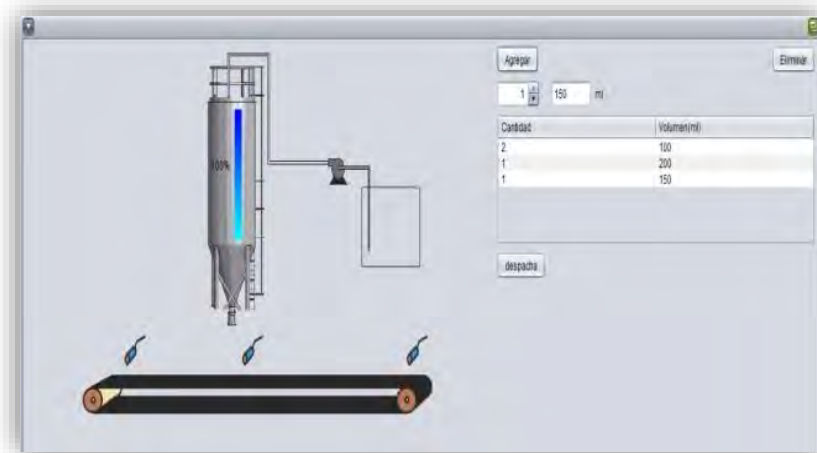 Agregar Eliminar
1 150 ml
Cantidad Volumen(ml)
2 100
1 200
1 150
100%
despacha